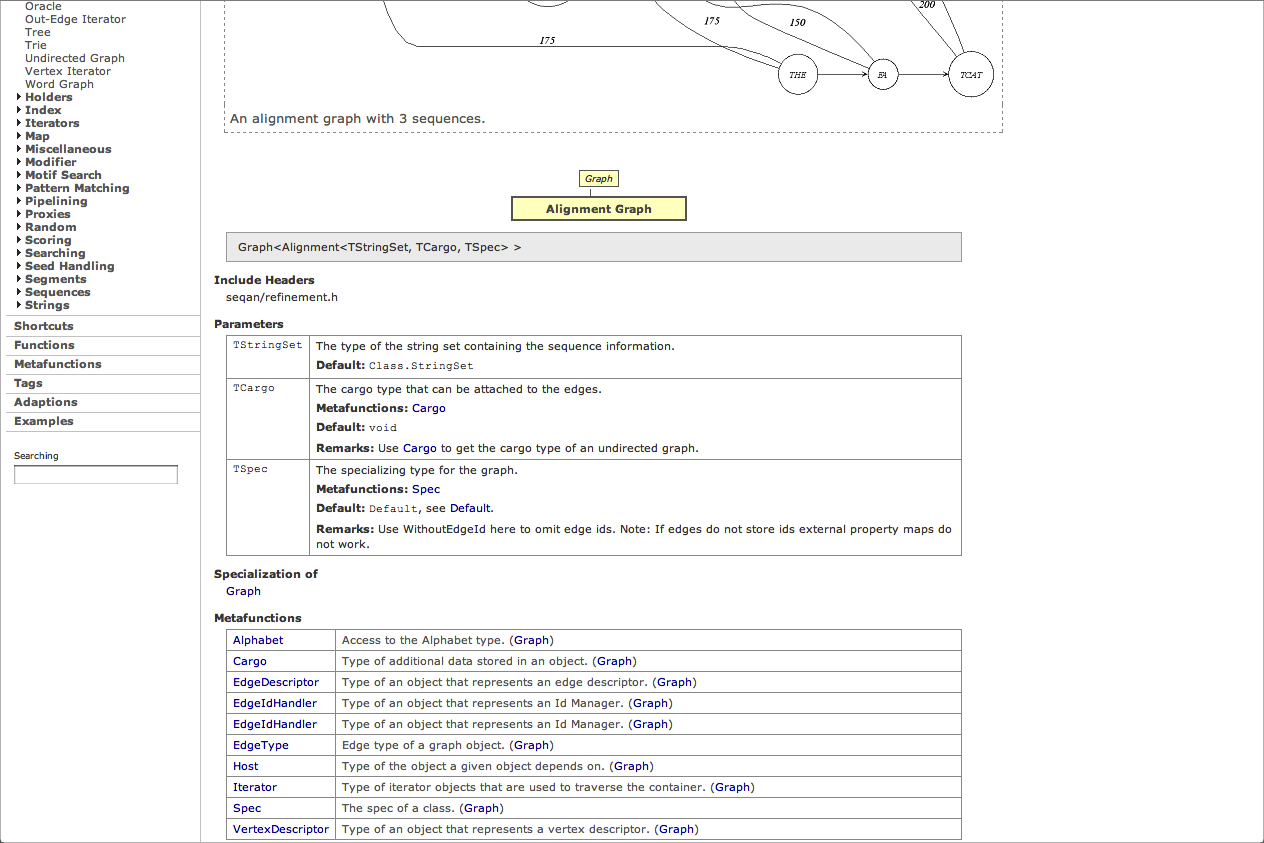 Oracle
Out-Edge Iterator
Tree
Trie
Undirected Graph
Vertex Iterator
Word Graph
Holders
Index
Iterators
Map
Miscellaneous
Modifier
Motif Search
Pattern Matching
Pipelining
Proxies
Random
Scoring
Searching
Seed Handling
Segments
Sequences
Strings
Shortcuts
Functions
Metafunctions
Tags
Adaptions
Examples
Searching
200
175
150
175
THE
FA
TCAT
An alignment graph with 3 sequences.
Graph
Alignment Graph
Graph<Alignment<TStringSet, TCargo, TSpec> >
Include Headers
seqan/refinement.h
Parameters
TStringSet The type of the string set containing the sequence information.
Default: Class.StringSet
TCargo The cargo type that can be attached to the edges.
Metafunctions: Cargo
Default: void
Remarks: Use Cargo to get the cargo type of an undirected graph.
TSpec The specializing type for the graph.
Metafunctions: Spec
Default: Default, see Default.
Remarks: Use WithoutEdgeId here to omit edge ids. Note: If edges do not store ids external property maps do
not work.
Specialization of
Graph
Metafunctions
Alphabet Access to the Alphabet type. (Graph)
Cargo Type of additional data stored in an object. (Graph)
EdgeDescriptor Type of an object that represents an edge descriptor. (Graph)
EdgeIdHandler Type of an object that represents an Id Manager. (Graph)
EdgeIdHandler Type of an object that represents an Id Manager. (Graph)
EdgeType Edge type of a graph object. (Graph)
Host Type of the object a given object depends on. (Graph)
Iterator Type of iterator objects that are used to traverse the container. (Graph)
Spec The spec of a class. (Graph)
VertexDescriptor Type of an object that represents a vertex descriptor. (Graph)